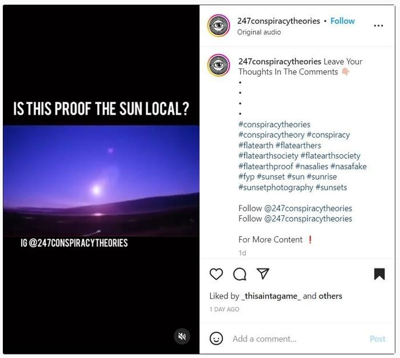 247conspiracytheories • Follow
Original audio
IS THIS PROOF THE SUN LOCAL?
IG @247CONSPIRACYTHEORIES
247conspiracytheories Leave Your
Thoughts In The Comments 👇🏻
•
•
•
•
#conspiracytheories
#conspiracytheory #conspiracy
#flatearth #flatearthers
#flatearthsociety #flatearthsociety
#flatearthproof #nasalies #nasafake
#fyp #sunset #sun #sunrise
#sunsetphotography #sunsets
Follow @247conspiracytheories
Follow @247conspiracytheories
For More Content ❗
1d
Liked by _thisaintagame_ and others
1 DAY AGO
Add a comment...
Post